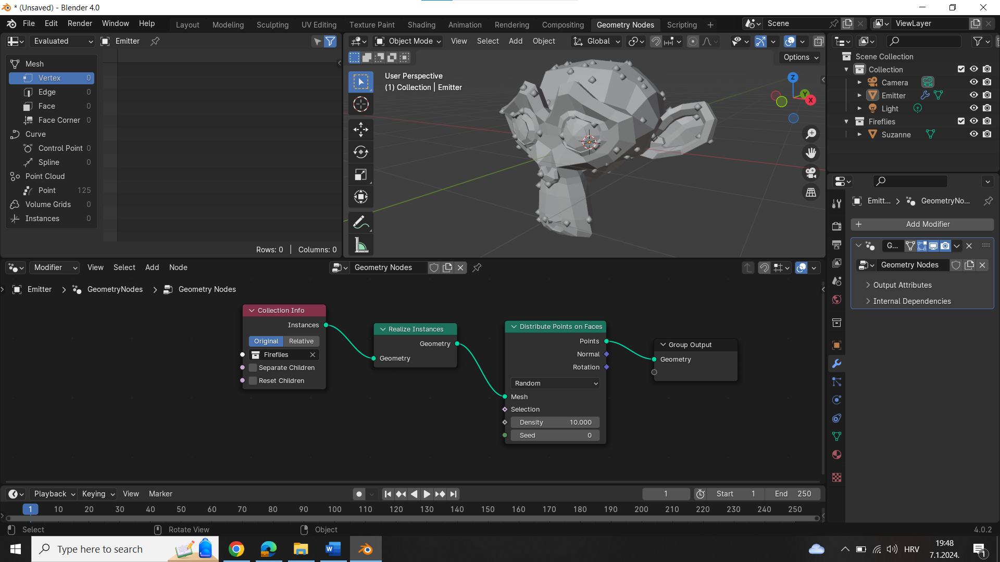 * (Unsaved) - Blender 4.0
File Edit Render Window Help
Layout Modeling Sculpting UV Editing Texture Paint Shading Animation Rendering Compositing Geometry Nodes Scripting +
Scene
ViewLayer
Evaluated
Emitter
Object Mode View Select Add Object Global
Options
Mesh
Vertex 0
Edge 0
Face 0
Face Corner 0
Curve
Control Point 0
Spline 0
Point Cloud
Point 125
Volume Grids 0
Instances 0
Rows: 0 | Columns: 0
User Perspective
(1) Collection | Emitter
Z
Y
X
Scene Collection
Collection
Camera
Emitter
Light
Fireflies
Suzanne
Emitt... GeometryNo...
Add Modifier
G...
Geometry Nodes
Output Attributes
Internal Dependencies
Modifier View Select Add Node
Geometry Nodes
Emitter > GeometryNodes > Geometry Nodes
Collection Info
Instances
Original Relative
Fireflies
Separate Children
Reset Children
Realize Instances
Geometry
Geometry
Distribute Points on Faces
Points
Normal
Rotation
Random
Mesh
Selection
Density 10.000
Seed 0
Group Output
Geometry
Playback Keying View Marker
1
Start 1 End 250
1 10 20 30 40 50 60 70 80 90 100 110 120 130 140 150 160 170 180 190 200 210 220 230 240 250
Select
Rotate View
Object
4.0.2
Type here to search
HRV
19:48
7.1.2024.
1